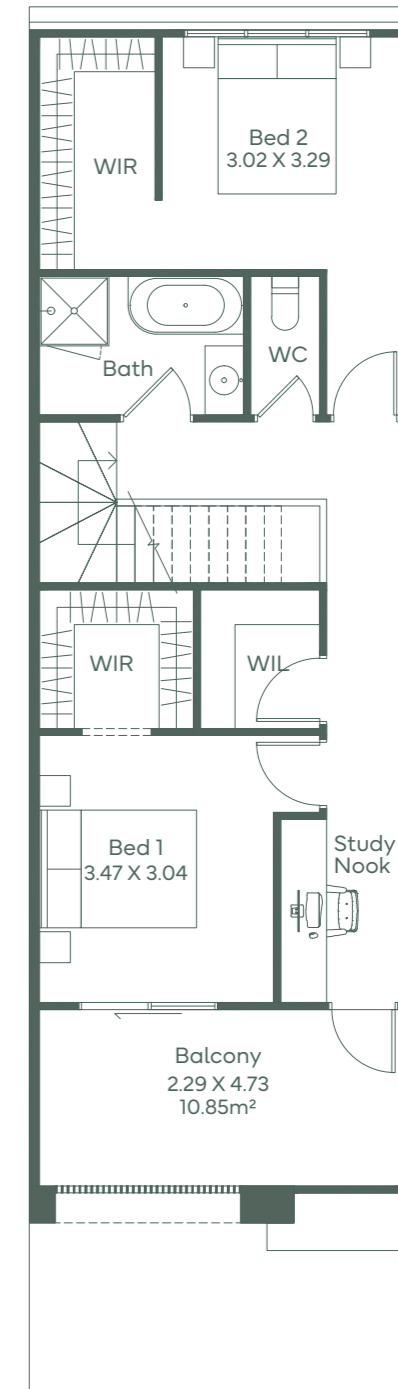 WIR
Bed 2
3.02 X 3.29
Bath
WC
WIR
WIL
Bed 1
3.47 X 3.04
Study
Nook
Balcony
2.29 X 4.73
10.85m²